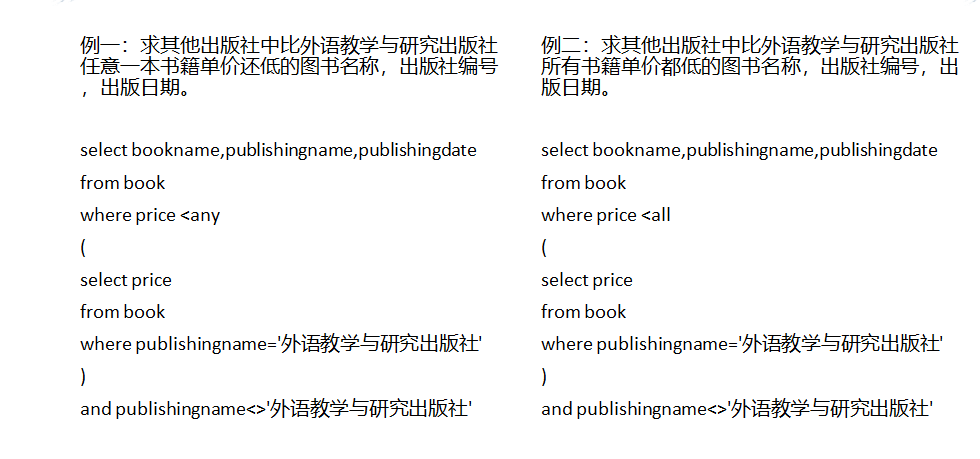 例一：求其他出版社中比外语教学与研究出版社
任意一本书籍单价还低的图书名称，出版社编号
，出版日期。
select bookname,publishingname,publishingdate
from book
where price <any
(
select price
from book
where publishingname='外语教学与研究出版社'
)
and publishingname<>'外语教学与研究出版社'
例二：求其他出版社中比外语教学与研究出版社
所有书籍单价都低的图书名称，出版社编号，出
版日期。
select bookname,publishingname,publishingdate
from book
where price <all
(
select price
from book
where publishingname='外语教学与研究出版社'
)
and publishingname<>'外语教学与研究出版社'